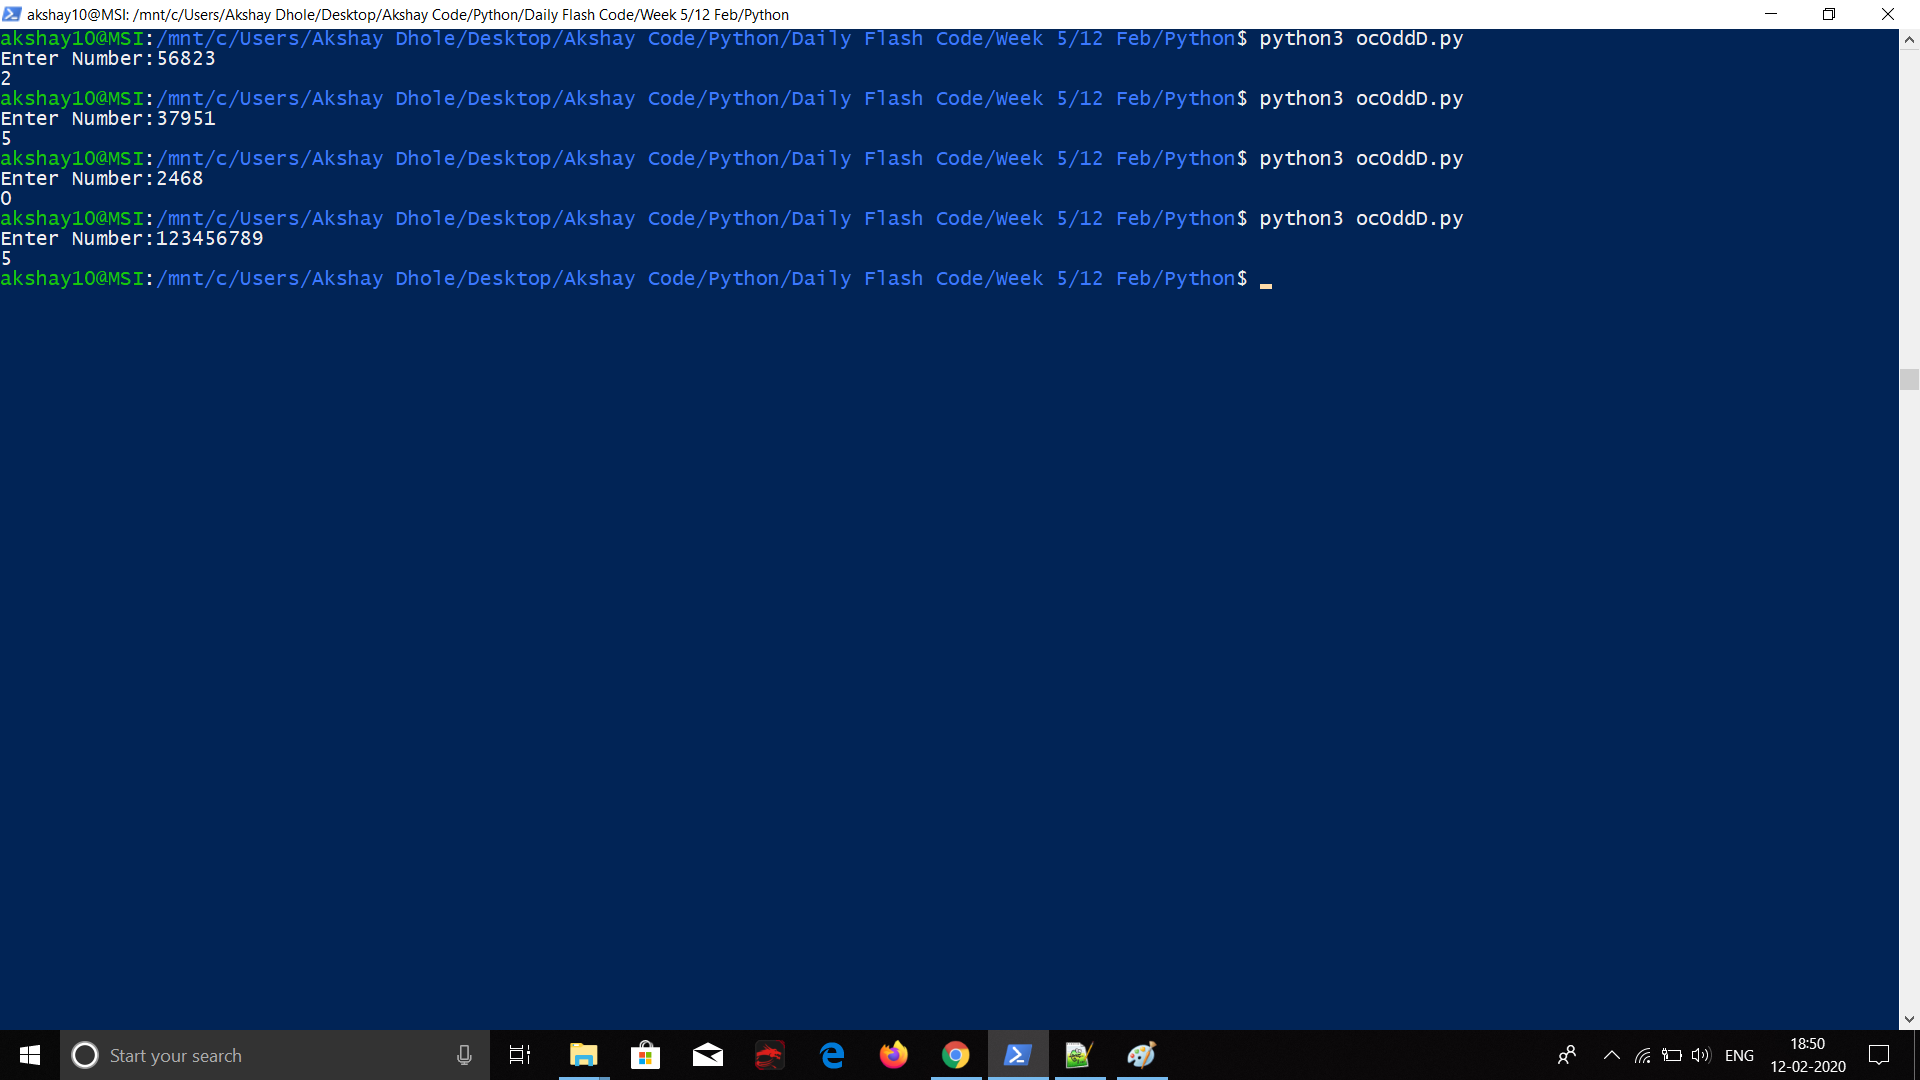 akshay10@MSI: /mnt/c/Users/Akshay Dhole/Desktop/Akshay Code/Python/Daily Flash Code/Week 5/12 Feb/Python
akshay10@MSI:/mnt/c/Users/Akshay Dhole/Desktop/Akshay Code/Python/Daily Flash Code/Week 5/12 Feb/Python$ python3 ocOddD.py
Enter Number:56823
2
akshay10@MSI:/mnt/c/Users/Akshay Dhole/Desktop/Akshay Code/Python/Daily Flash Code/Week 5/12 Feb/Python$ python3 ocOddD.py
Enter Number:37951
5
akshay10@MSI:/mnt/c/Users/Akshay Dhole/Desktop/Akshay Code/Python/Daily Flash Code/Week 5/12 Feb/Python$ python3 ocOddD.py
Enter Number:2468
0
akshay10@MSI:/mnt/c/Users/Akshay Dhole/Desktop/Akshay Code/Python/Daily Flash Code/Week 5/12 Feb/Python$ python3 ocOddD.py
Enter Number:123456789
5
akshay10@MSI:/mnt/c/Users/Akshay Dhole/Desktop/Akshay Code/Python/Daily Flash Code/Week 5/12 Feb/Python$
Start your search
ENG
18:50
12-02-2020